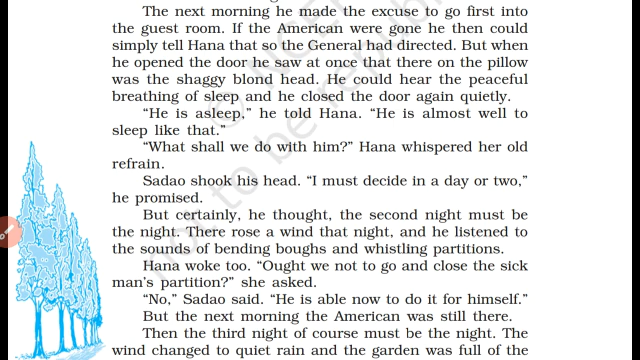 The next morning he made the excuse to go first into
the guest room. If the American were gone he then could
simply tell Hana that so the General had directed. But when
he opened the door he saw at once that there on the pillow
was the shaggy blond head. He could hear the peaceful
breathing of sleep and he closed the door again quietly.
“He is asleep,” he told Hana. “He is almost well to
sleep like that.”
“What shall we do with him?” Hana whispered her old
refrain.
Sadao shook his head. “I must decide in a day or two,”
he promised.
But certainly, he thought, the second night must be
the night. There rose a wind that night, and he listened to
the sounds of bending boughs and whistling partitions.
Hana woke too. “Ought we not to go and close the sick
man’s partition?” she asked.
“No,” Sadao said. “He is able now to do it for himself.”
But the next morning the American was still there.
Then the third night of course must be the night. The
wind changed to quiet rain and the garden was full of the